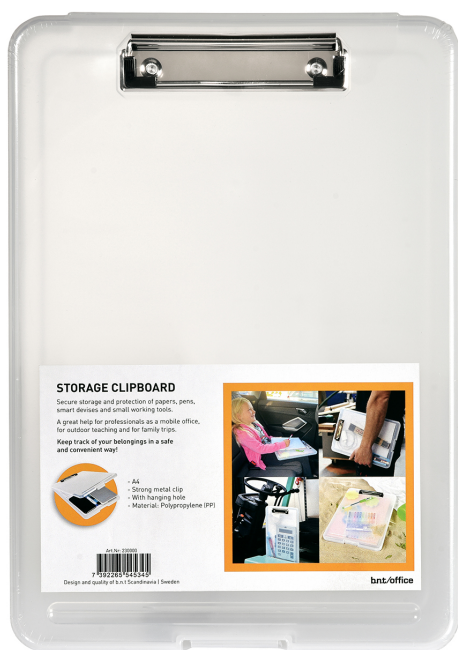 STORAGE CLIPBOARD
Secure storage and protection of papers, pens,
smart devises and small working tools.
A great help for professionals as a mobile office,
for outdoor teaching and for family trips.
Keep track of your belongings in a safe
and convenient way!
- A4
- Strong metal clip
- With hanging hole
- Material: Polypropylene (PP)
Art.Nr: 230000
7 392265 545345
Design and quality of b.n.t Scandinavia | Sweden
b.n.t/office